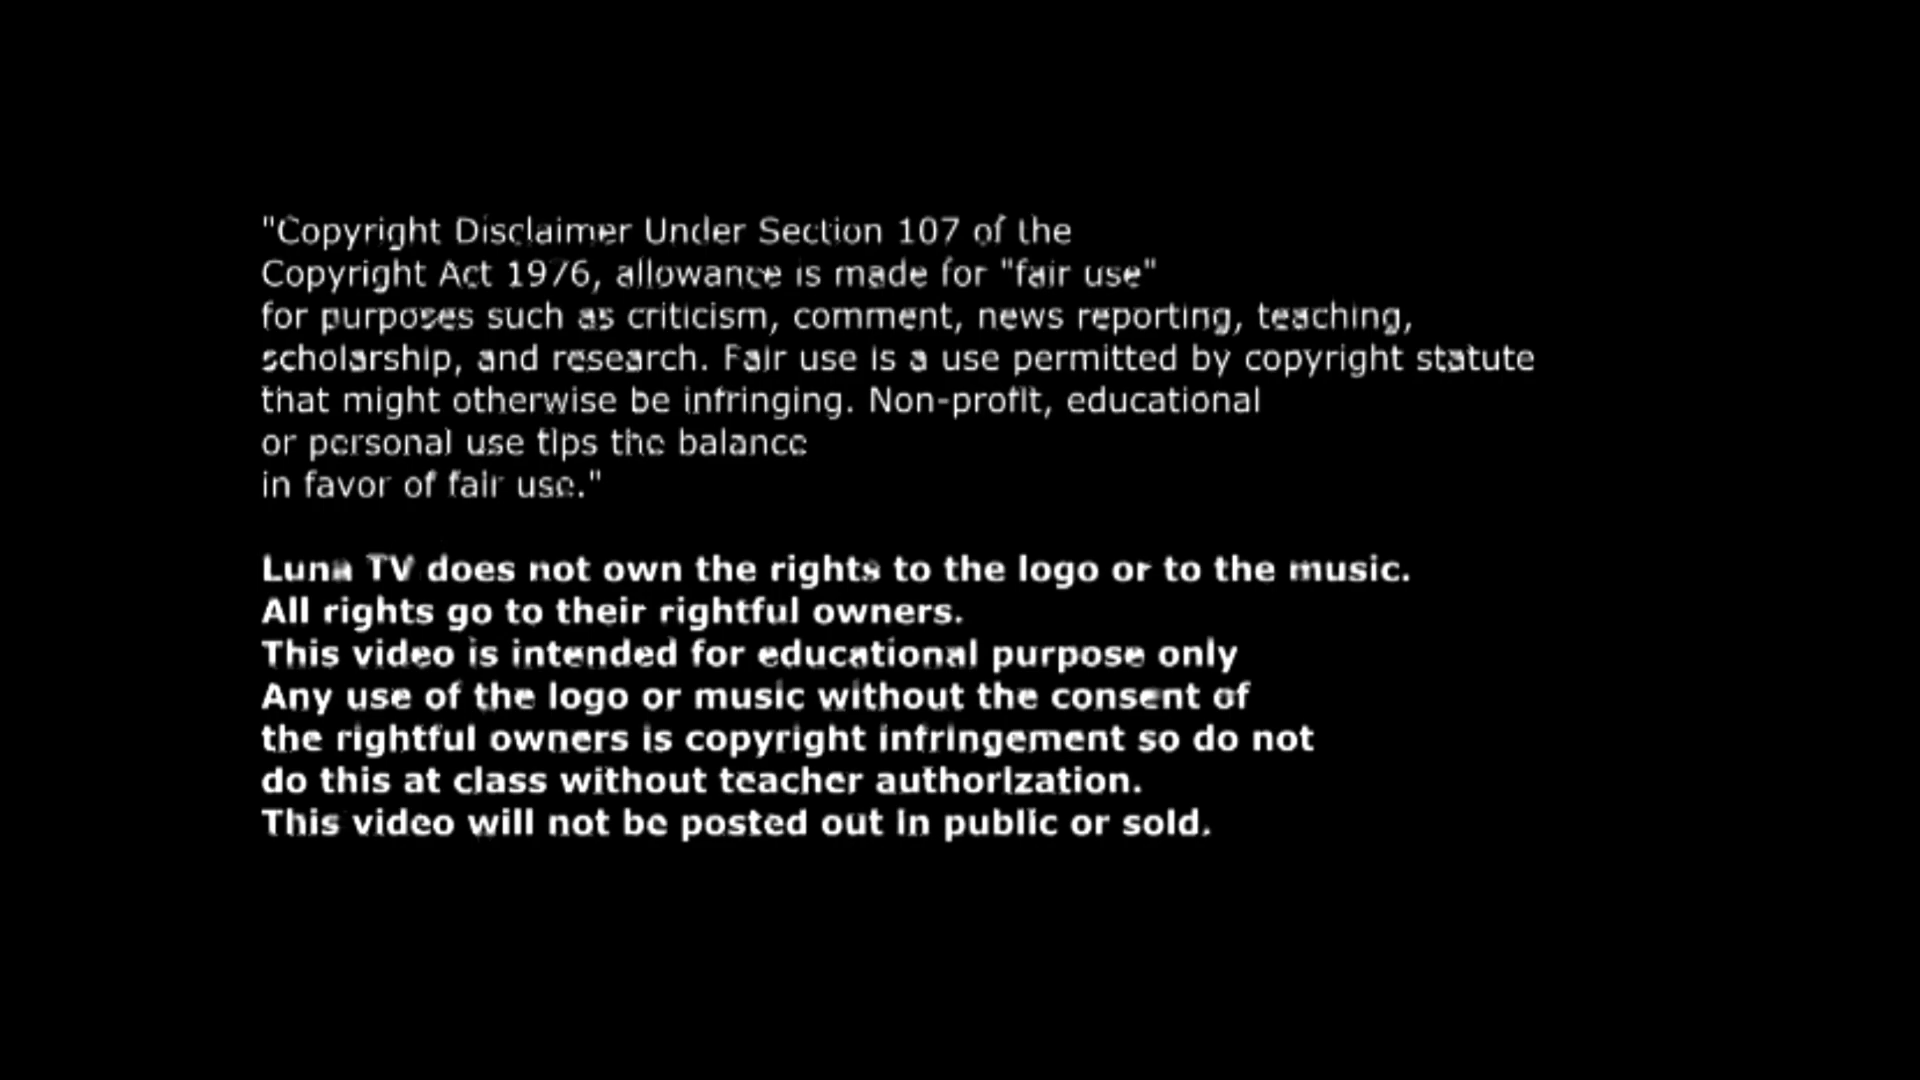 "Copyright Disclaimer Under Section 107 of the
Copyright Act 1976, allowance is made for "fair use"
for purposes such as criticism, comment, news reporting, teaching,
scholarship, and research. Fair use is a use permitted by copyright statute
that might otherwise be infringing. Non-profit, educational
or personal use tips the balance
in favor of fair use."
Luna TV does not own the rights to the logo or to the music.
All rights go to their rightful owners.
This video is intended for educational purpose only
Any use of the logo or music without the consent of
the rightful owners is copyright infringement so do not
do this at class without teacher authorization.
This video will not be posted out in public or sold.